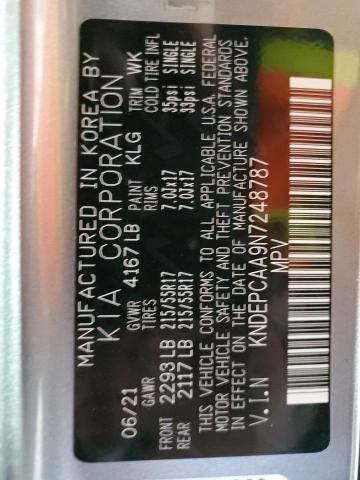 MANUFACTURED IN KOREA BY
KIA CORPORATION
06/21 GVWR 4167 LB PAINT KLG TRIM WK
GAWR TIRES RIMS COLD TIRE INFL
FRONT 2293 LB 215/55R17 7.0Jx17 35psi SINGLE
REAR 2117 LB 215/55R17 7.0Jx17 33psi SINGLE
THIS VEHICLE CONFORMS TO ALL APPLICABLE U.S.A. FEDERAL
MOTOR VEHICLE SAFETY AND THEFT PREVENTION STANDARDS
IN EFFECT ON THE DATE OF MANUFACTURE SHOWN ABOVE.
V.I.N KNDEPCAA9N7248787
MPV